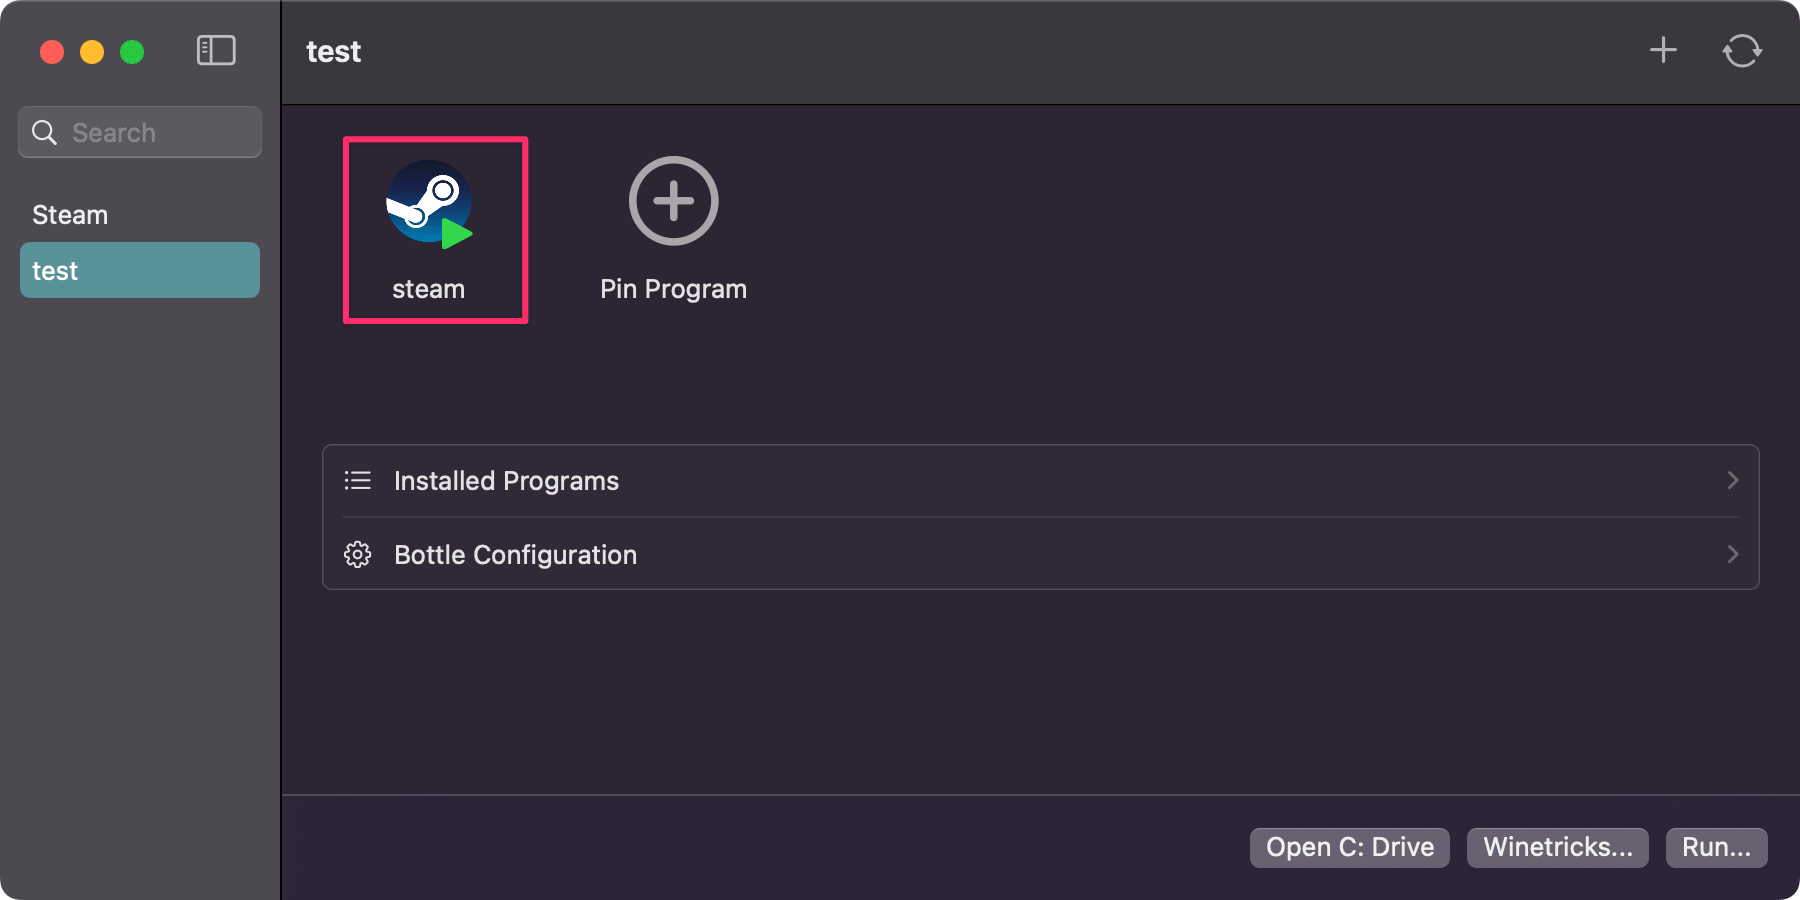 test
Search
Steam
test
steam
Pin Program
Installed Programs
Bottle Configuration
Open C: Drive
Winetricks...
Run...